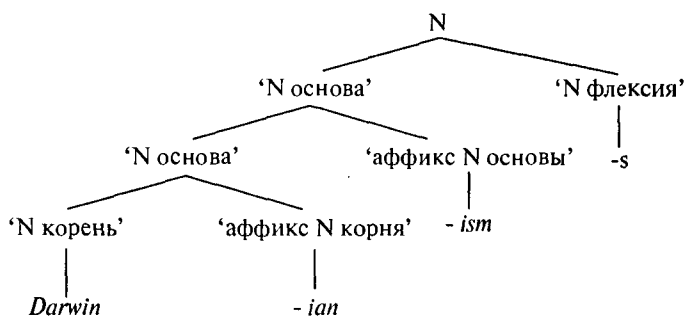 N
‘N основа’ ‘N флексия’
‘N основа’ ‘аффикс N основы’ -s
‘N корень’ ‘аффикс N корня’ - ism
Darwin - ian